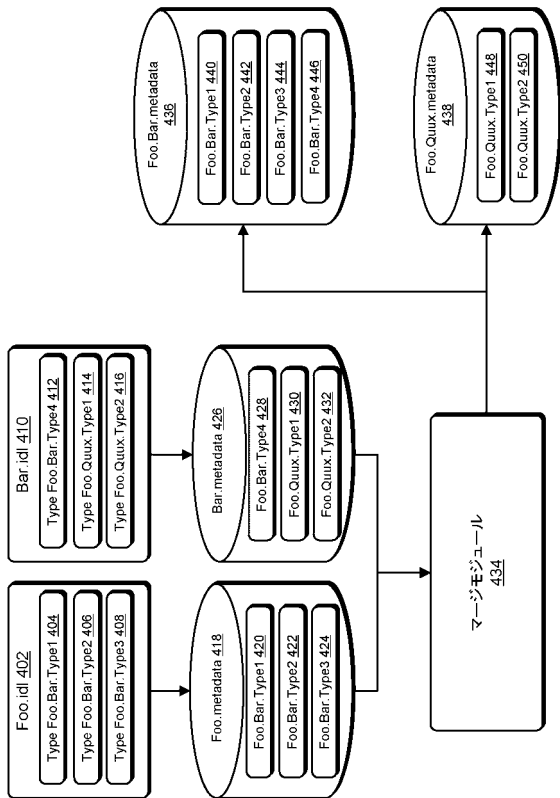 Foo.idl 402
Type Foo.Bar.Type1 404
Type Foo.Bar.Type2 406
Type Foo.Bar.Type3 408
Bar.idl 410
Type Foo.Bar.Type4 412
Type Foo.Quux.Type1 414
Type Foo.Quux.Type2 416
Foo.metadata 418
Foo.Bar.Type1 420
Foo.Bar.Type2 422
Foo.Bar.Type3 424
Bar.metadata 426
Foo.Bar.Type4 428
Foo.Quux.Type1 430
Foo.Quux.Type2 432
マージモジュール
434
Foo.Bar.metadata
436
Foo.Bar.Type1 440
Foo.Bar.Type2 442
Foo.Bar.Type3 444
Foo.Bar.Type4 446
Foo.Quux.metadata
438
Foo.Quux.Type1 448
Foo.Quux.Type2 450